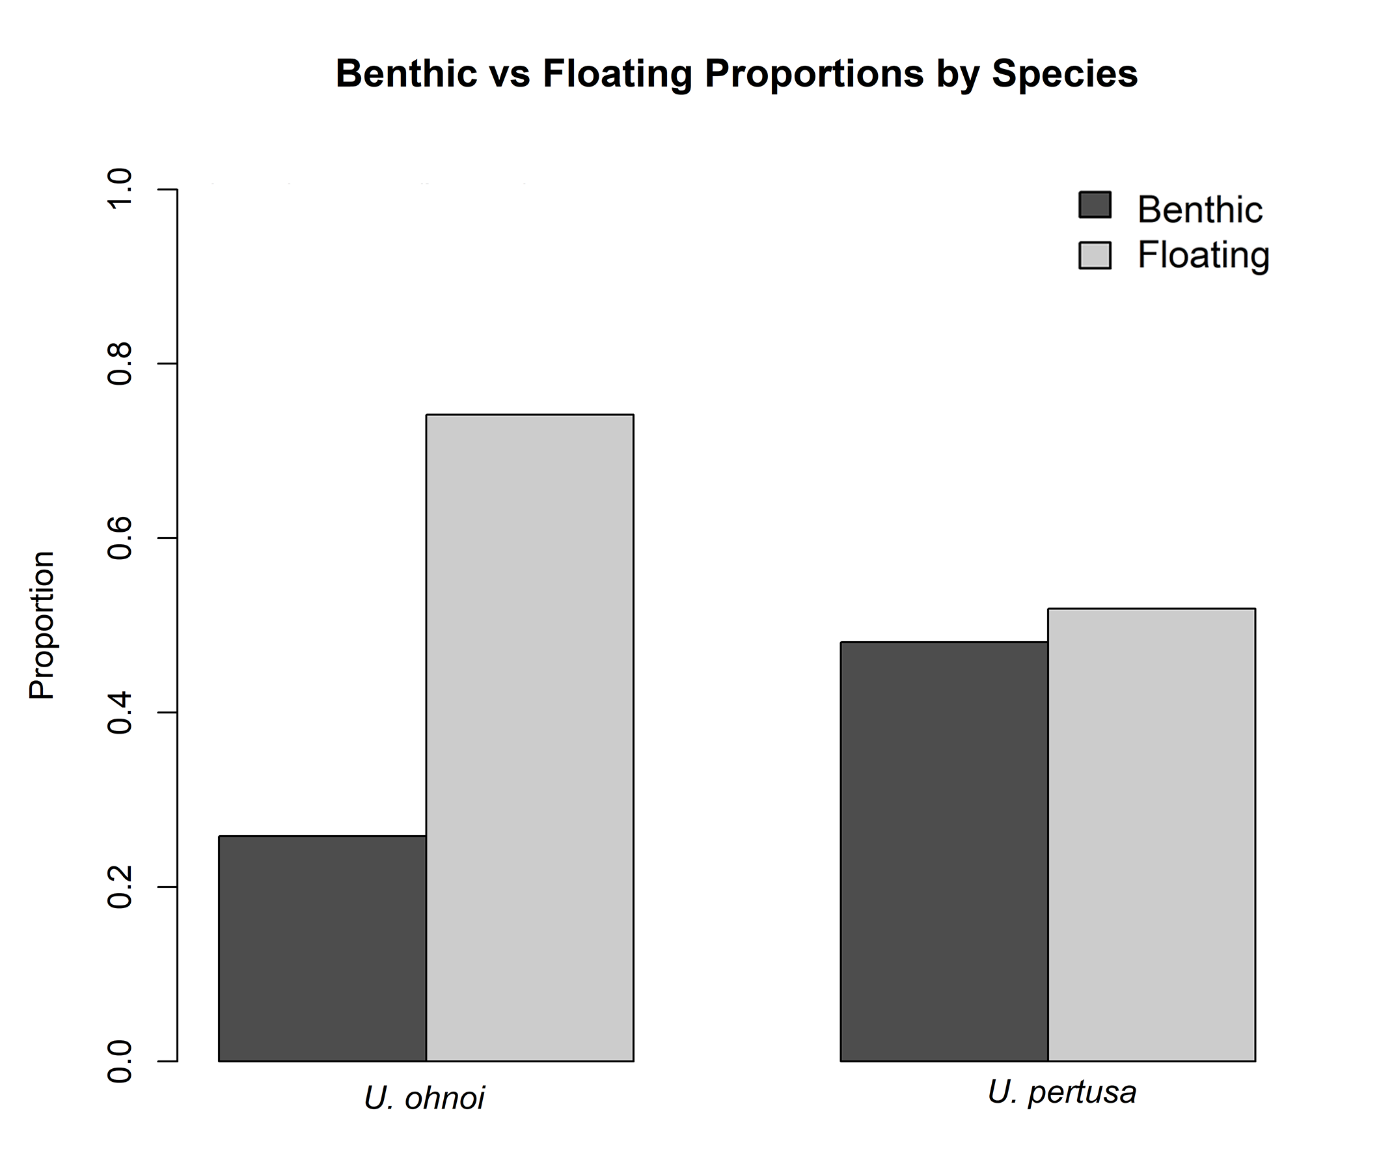 Benthic vs Floating Proportions by Species
Benthic
Floating
Proportion
1.0
0.8
0.6
0.4
0.2
0.0
U. ohnoi
U. pertusa